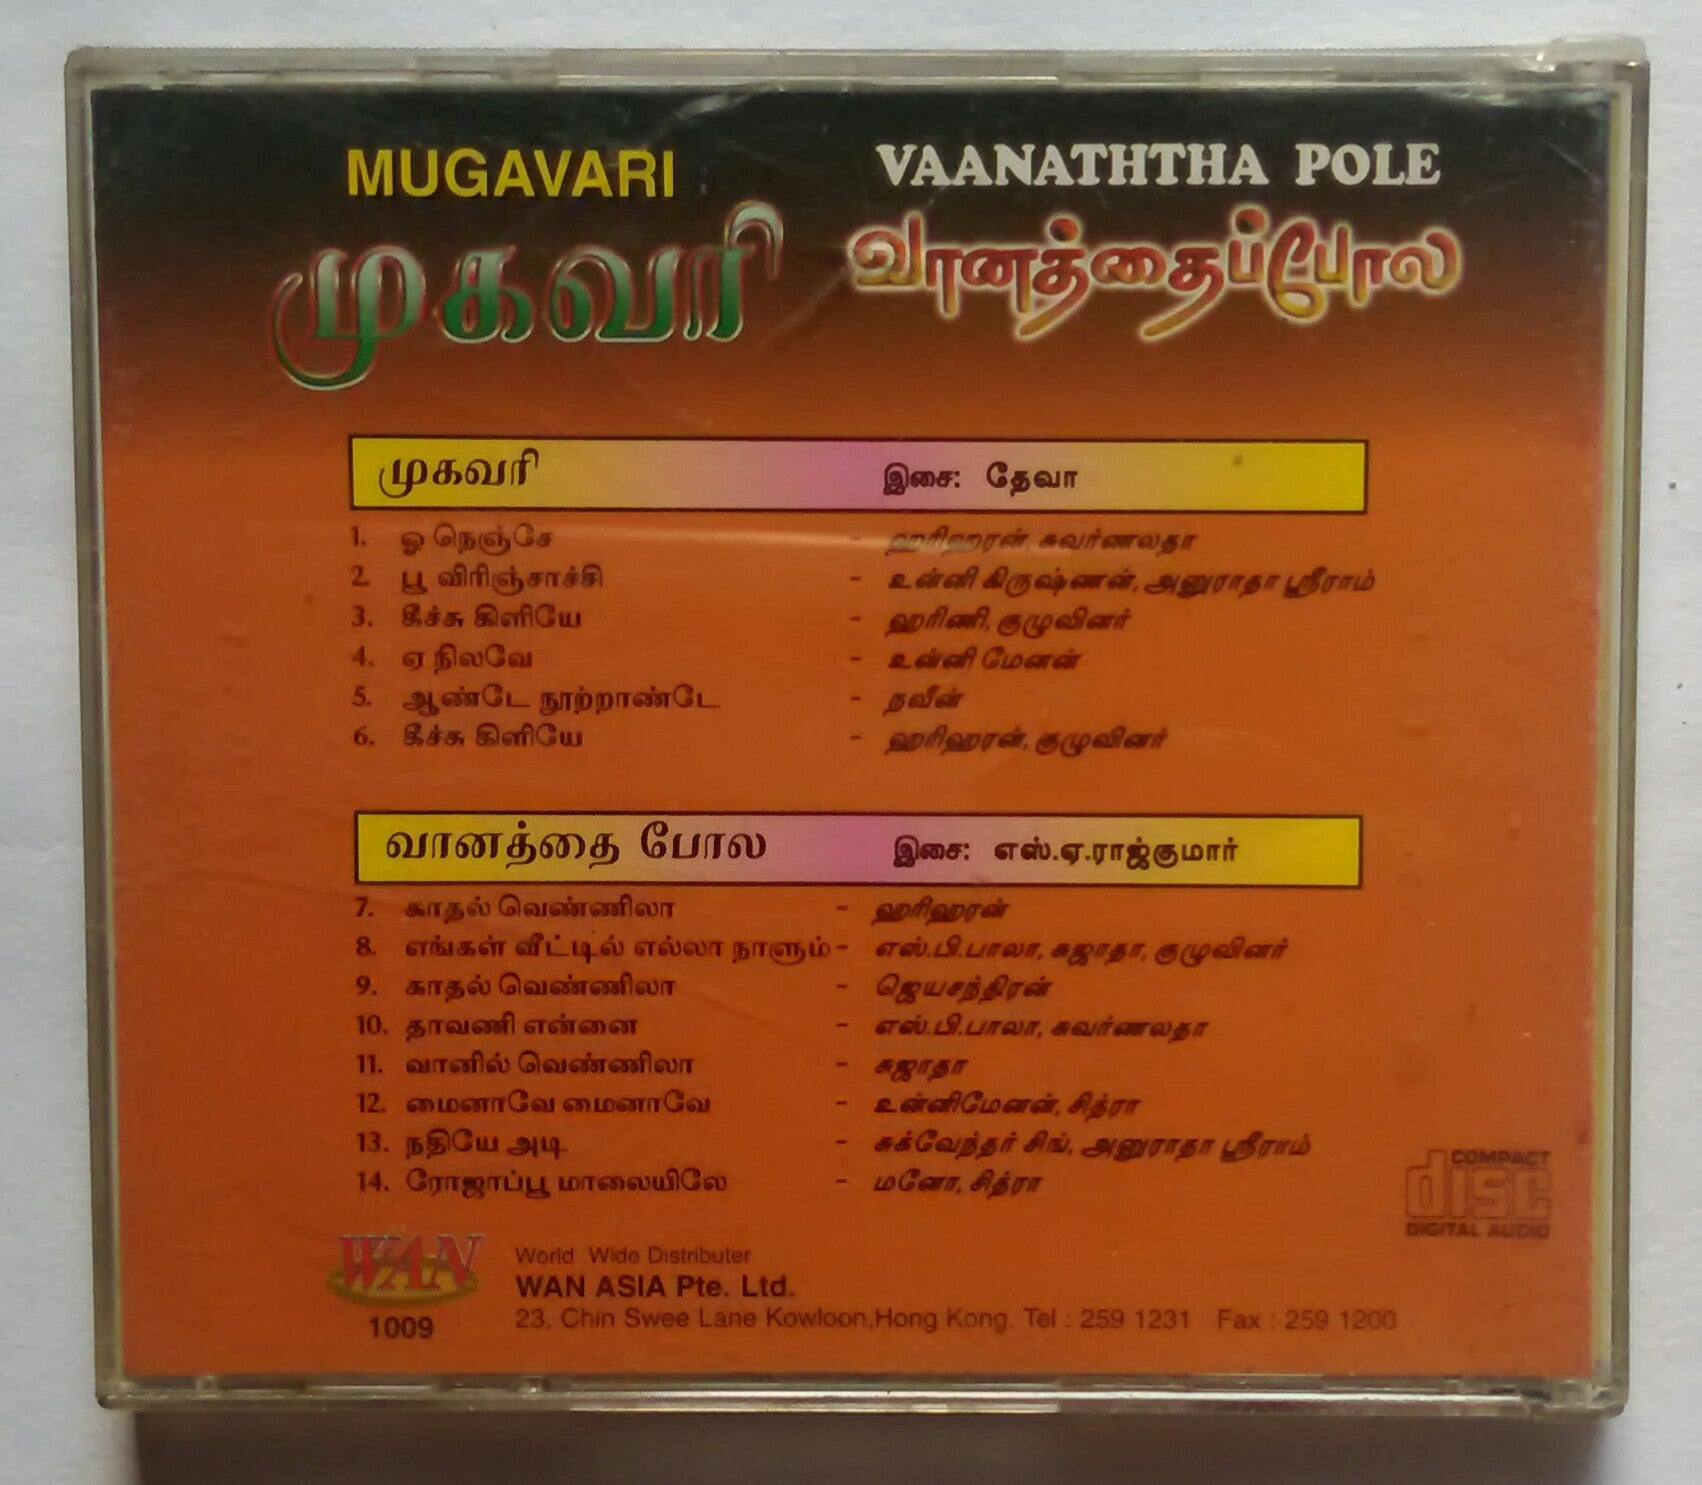 MUGAVARI
முகவரி
VAANATHTHA POLE
வானத்தைப்போல
முகவரி இசை: தேவா
1. ஓ நெஞ்சே - ஹரிஹரன், சுவர்ணலதா
2. பூ விரிஞ்சாச்சி - உன்னி கிருஷ்ணன், அனுராதா ஸ்ரீராம்
3. கீச்சு கிளியே - ஹரிணி, குழுவினர்
4. ஏ நிலவே - உன்னி மேனன்
5. ஆண்டே நூற்றாண்டே - நவீன்
6. கீச்சு கிளியே - ஹரிஹரன், குழுவினர்
வானத்தை போல இசை: எஸ்.ஏ.ராஜ்குமார்
7. காதல் வெண்ணிலா - ஹரிஹரன்
8. எங்கள் வீட்டில் எல்லா நாளும் - எஸ்.பி.பாலா, சுஜாதா, குழுவினர்
9. காதல் வெண்ணிலா - ஜெயசந்திரன்
10. தாவணி என்னை - எஸ்.பி.பாலா, சுவர்ணலதா
11. வானில் வெண்ணிலா - சுஜாதா
12. மைனாவே மைனாவே - உன்னிமேனன், சித்ரா
13. நதியே அடி - சுக்வேந்தர் சிங், அனுராதா ஸ்ரீராம்
14. ரோஜாப்பூ மாலையிலே - மனோ, சித்ரா
COMPACT
disc
DIGITAL AUDIO
WAN
1009
World Wide Distributer
WAN ASIA Pte. Ltd.
23, Chin Swee Lane Kowloon,Hong Kong. Tel : 259 1231 Fax : 259 1200